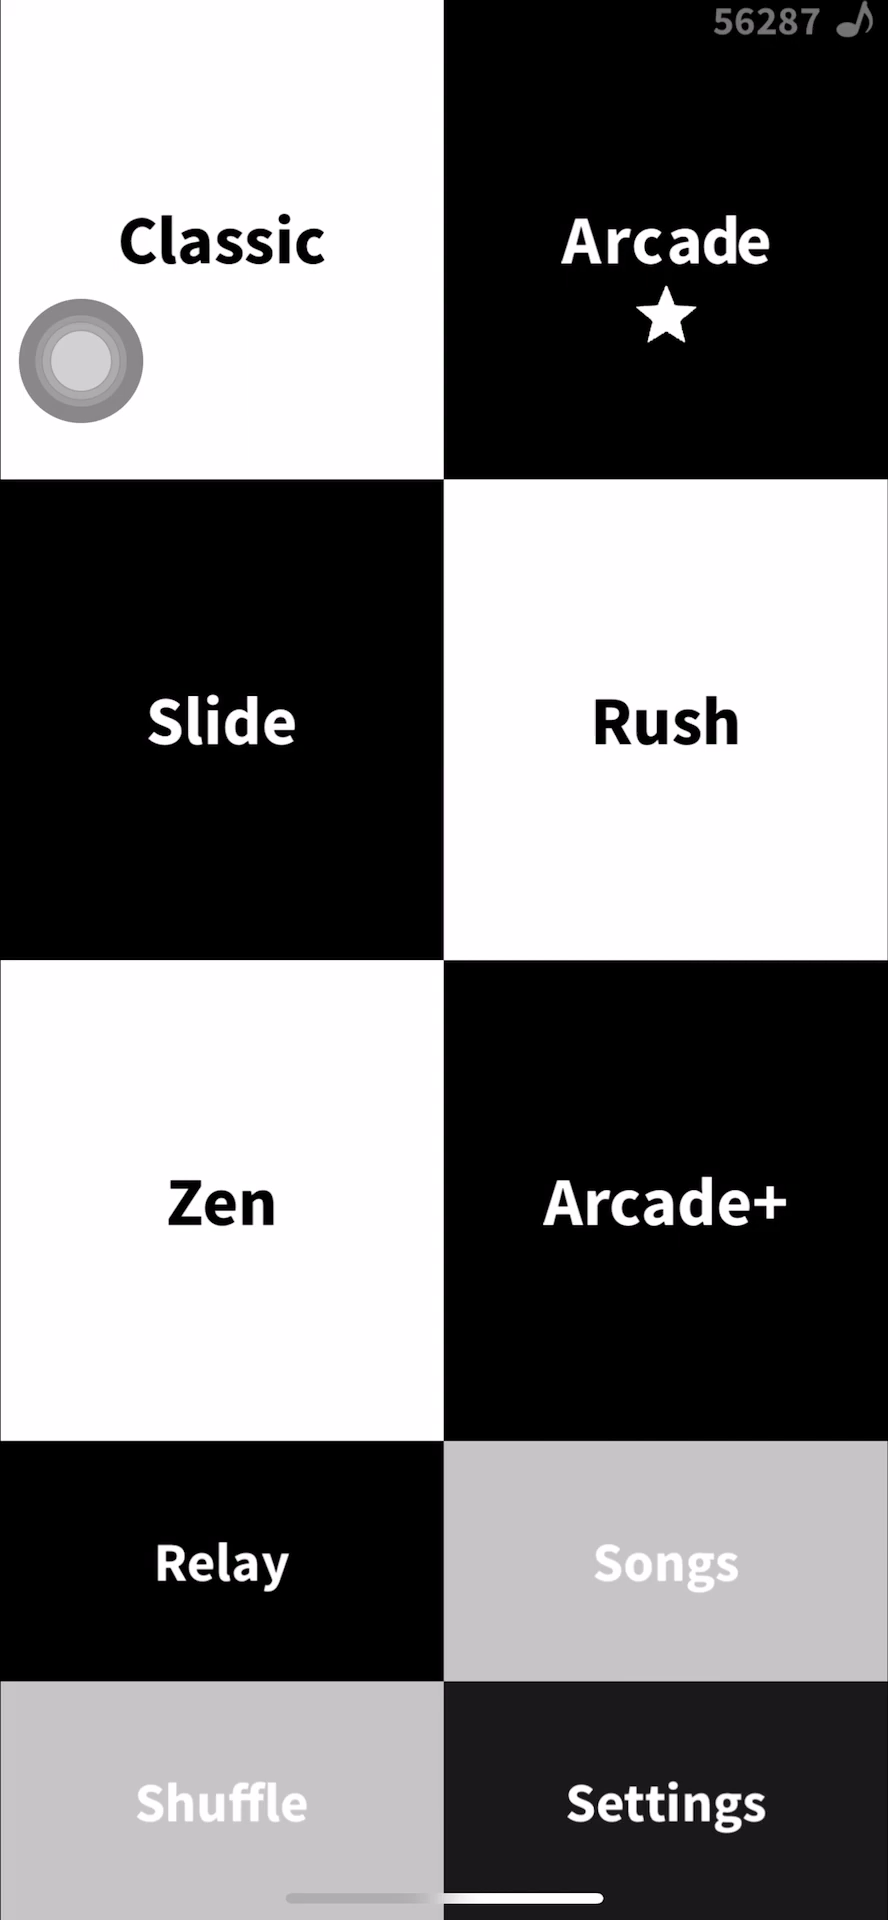 56287
Classic
Arcade
Slide
Rush
Zen
Arcade+
Relay
Songs
Shuffle
Settings